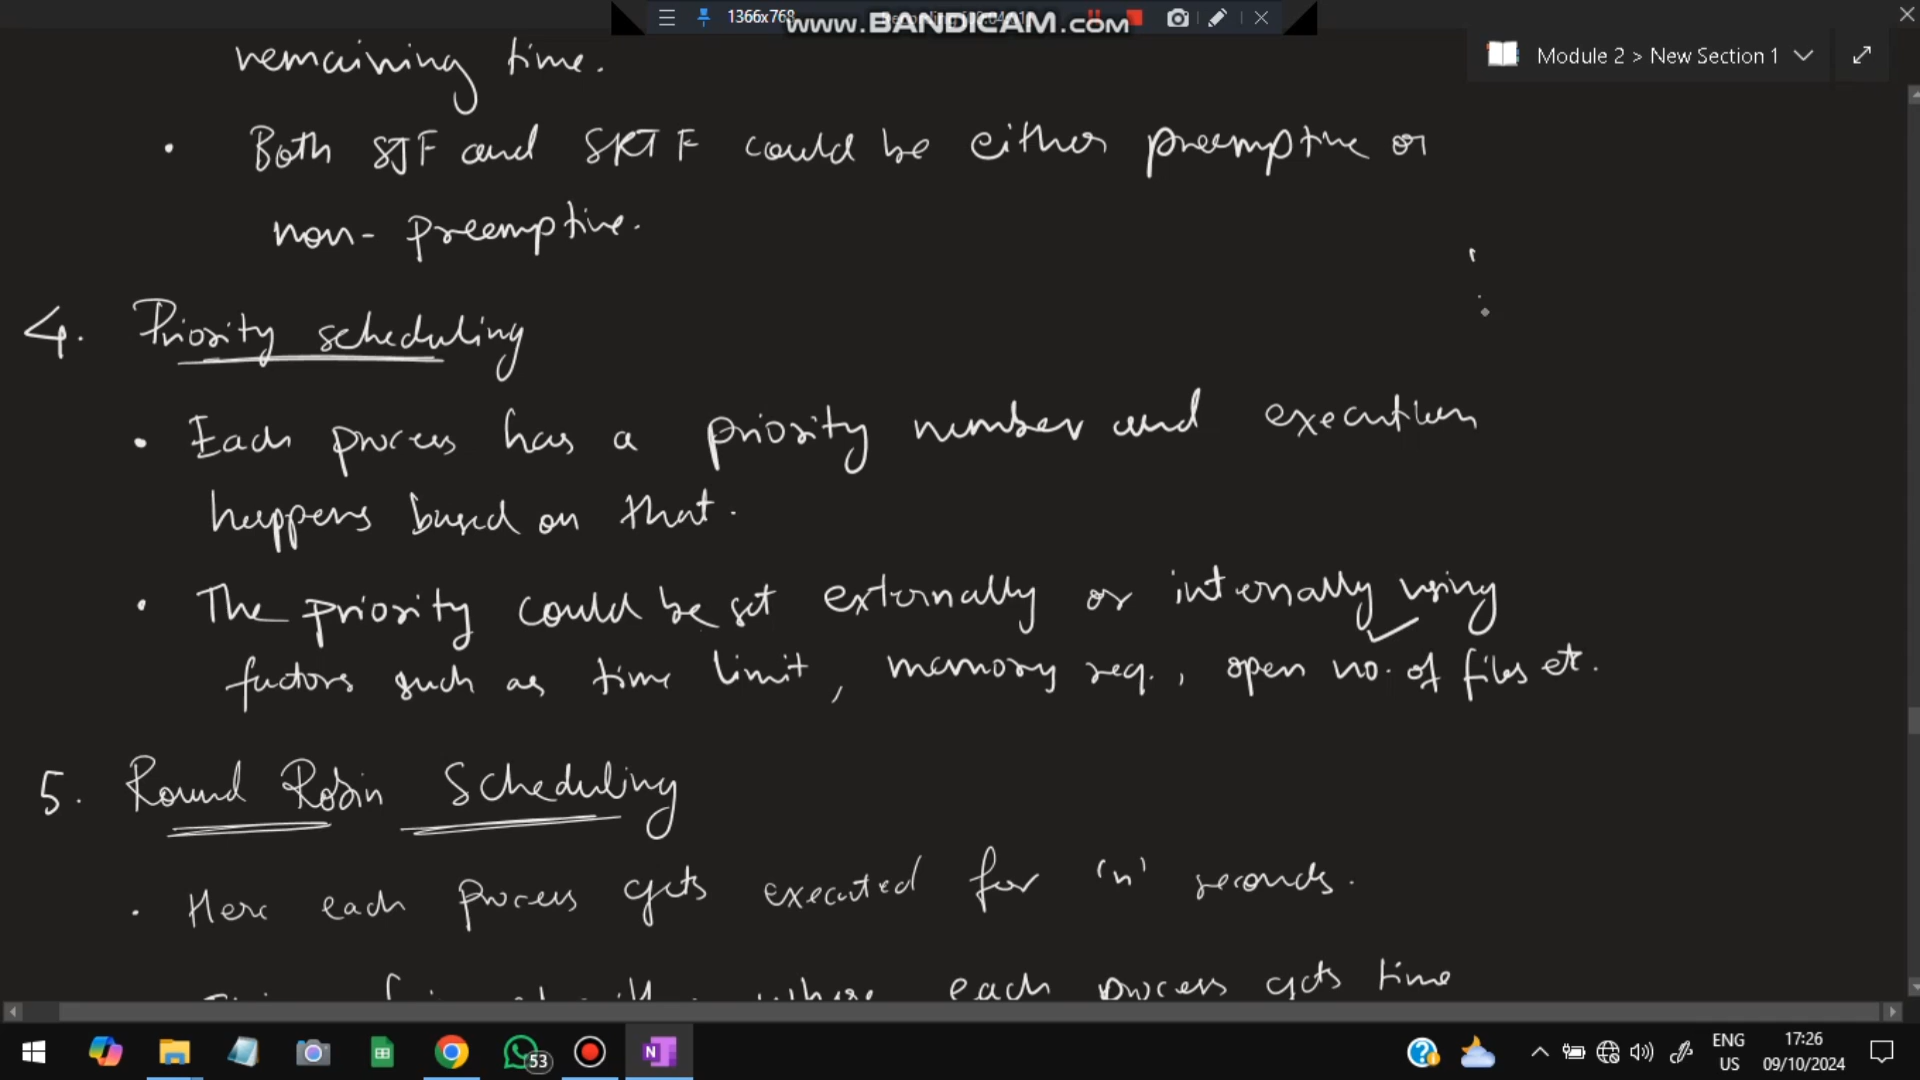 1366x768
www.BANDICAM.com
Module 2 > New Section 1
remaining time.
• Both SJF and SRTF could be either preemptive or
non- preemptive.
4. Priority scheduling
• Each process has a priority number and execution
happens based on that.
• The priority could be set externally or internally using
factors such as time limit, memory req., open no. of files etc.
5. Round Robin Scheduling
• Here each process gets executed for 'n' seconds.
where each process gets time
53
ENG
US
17:26
09/10/2024